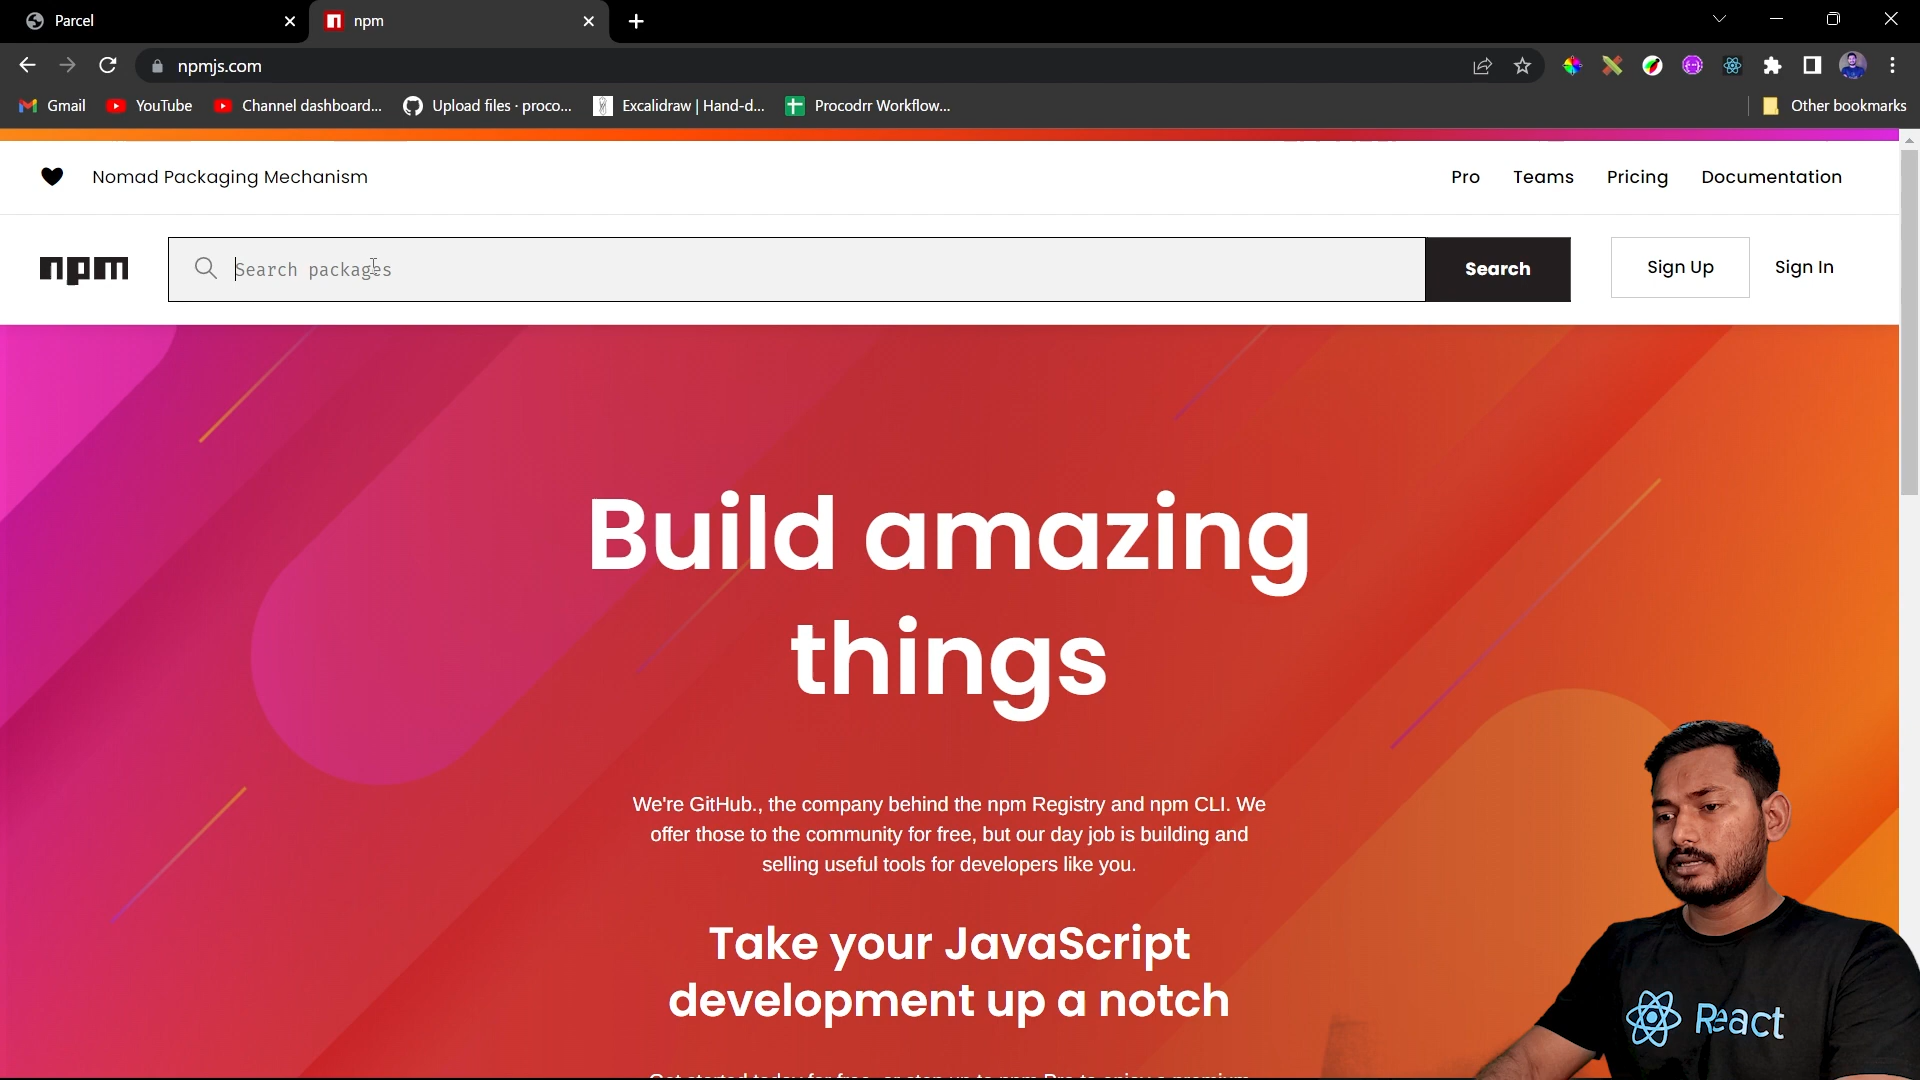 Parcel
npm
npmjs.com
Gmail
YouTube
Channel dashboard...
Upload files · proco...
Excalidraw | Hand-d...
Procodrr Workflow...
Other bookmarks
Nomad Packaging Mechanism
Pro
Teams
Pricing
Documentation
npm
Search packages
Search
Sign Up
Sign In
Build amazing
things
We're GitHub., the company behind the npm Registry and npm CLI. We
offer those to the community for free, but our day job is building and
selling useful tools for developers like you.
Take your JavaScript
development up a notch
React